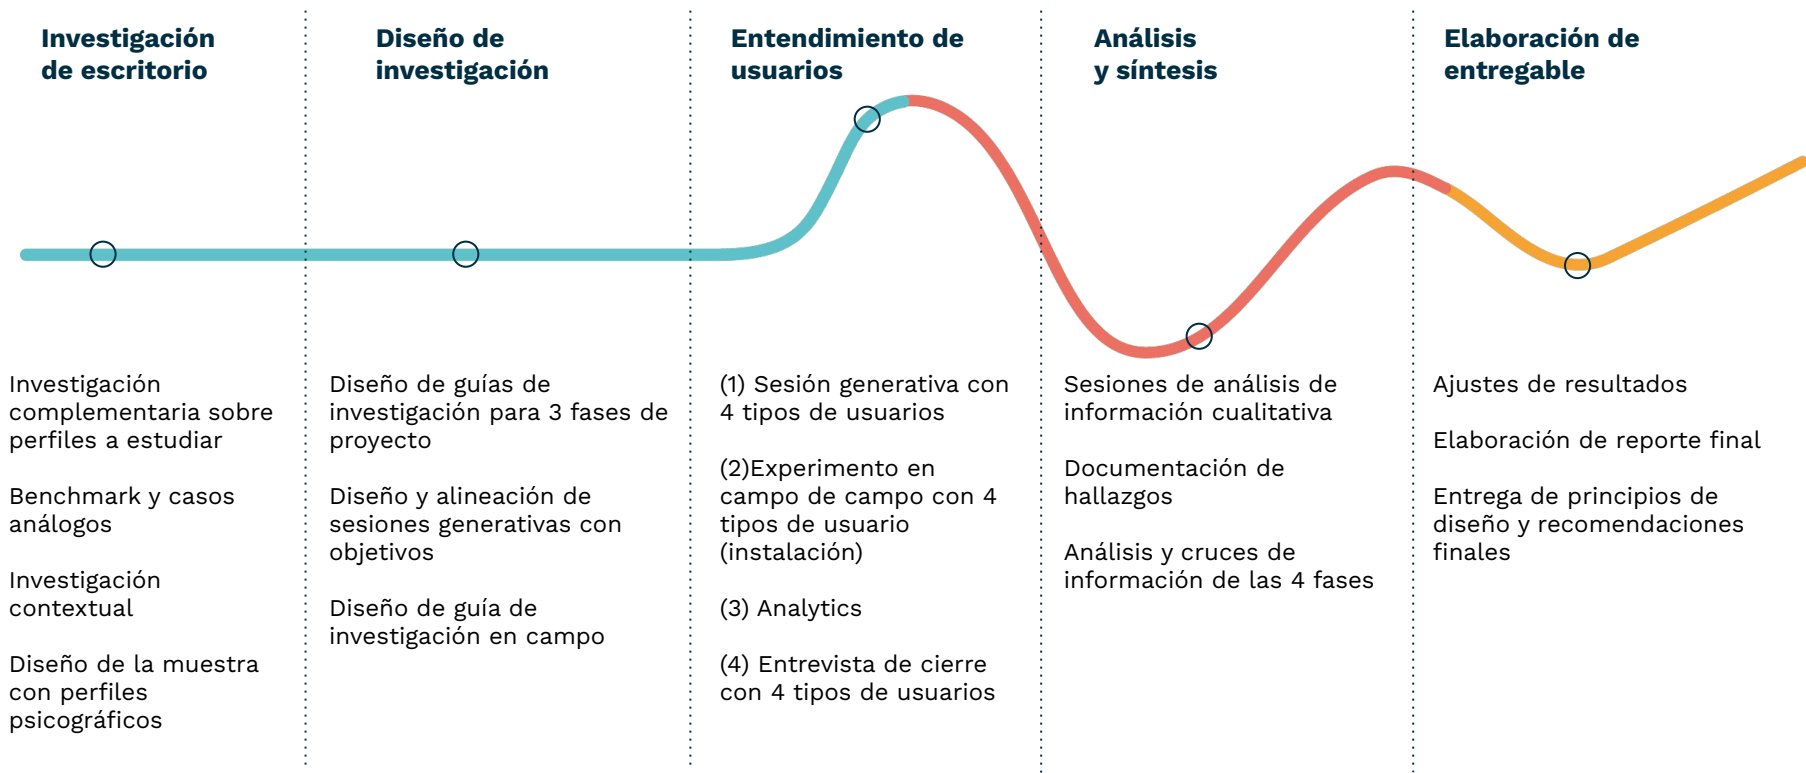 Investigación
de escritorio
Diseño de
investigación
Entendimiento de
usuarios
Análisis
y síntesis
Elaboración de
entregable
Investigación
complementaria sobre
perfiles a estudiar
Benchmark y casos
análogos
Investigación
contextual
Diseño de la muestra
con perfiles
psicográficos
Diseño de guías de
investigación para 3 fases de
proyecto
Diseño y alineación de
sesiones generativas con
objetivos
Diseño de guía de
investigación en campo
(1) Sesión generativa con
4 tipos de usuarios
(2)Experimento en
campo de campo con 4
tipos de usuario
(instalación)
(3) Analytics
(4) Entrevista de cierre
con 4 tipos de usuarios
Sesiones de análisis de
información cualitativa
Documentación de
hallazgos
Análisis y cruces de
información de las 4 fases
Ajustes de resultados
Elaboración de reporte final
Entrega de principios de
diseño y recomendaciones
finales